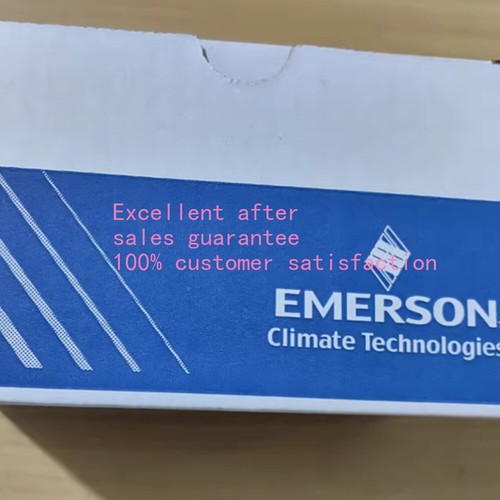 Excellent after
sales guarantee
100% customer satisfaction
EMERSON
Climate Technologies